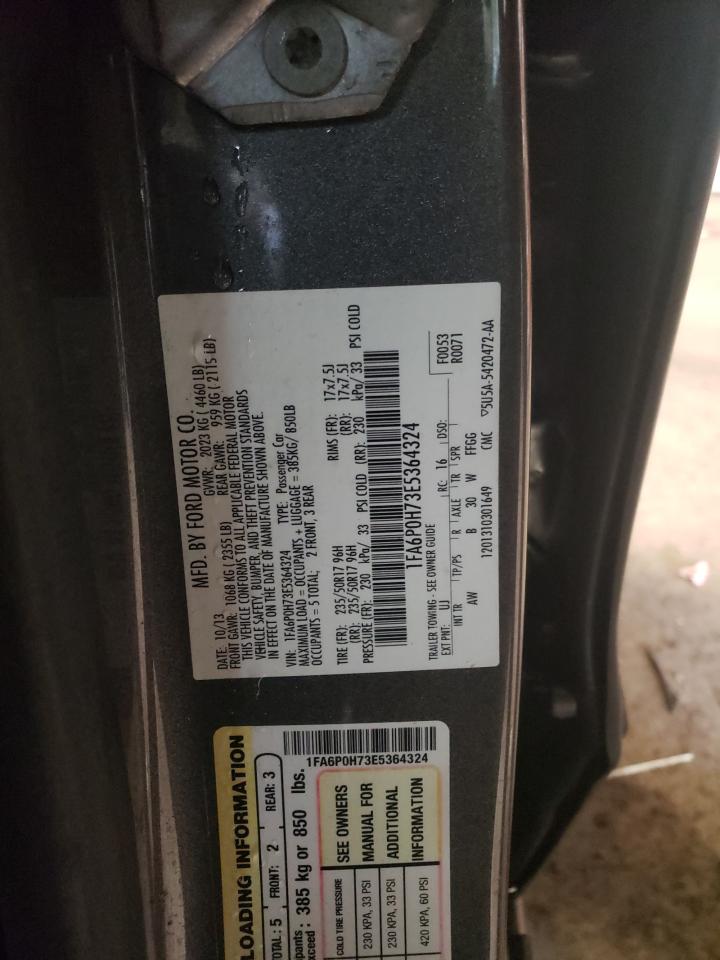 MFD. BY FORD MOTOR CO.
DATE: 10/13 GVWR: 2023 KG ( 4460 LB)
FRONT GAWR: 1068 KG ( 2355 LB) REAR GAWR: 959 KG ( 2115 LB)
THIS VEHICLE CONFORMS TO ALL APPLICABLE FEDERAL MOTOR
VEHICLE SAFETY, BUMPER, AND THEFT PREVENTION STANDARDS
IN EFFECT ON THE DATE OF MANUFACTURE SHOWN ABOVE.
VIN: 1FA6P0H73E5364324 TYPE: Passenger Car
MAXIMUM LOAD = OCCUPANTS + LUGGAGE = 385KG/ 850LB
OCCUPANTS = 5 TOTAL; 2 FRONT, 3 REAR
TIRE (FR): 235/50R17 96H RIMS (FR): 17x7.5J
(RR): 235/50R17 96H (RR): 17x7.5J
PRESSURE (FR): 230 kPa/ 33 PSI COLD (RR): 230 kPa/ 33 PSI COLD
1FA6P0H73E5364324
TRAILER TOWING - SEE OWNER GUIDE F0053
EXT PNT: UJ RC: 16 DSO: R0071
INT TR TP/PS R AXLE TR SPR
AW B 30 W FFGG
1201310301649 CMC ▽5U5A-5420472-AA
LOADING INFORMATION
TOTAL: 5 FRONT: 2 REAR: 3
385 kg or 850 lbs.
1FA6P0H73E5364324
COLD TIRE PRESSURE
230 KPA, 33 PSI
230 KPA, 33 PSI
420 KPA, 60 PSI
SEE OWNERS
MANUAL FOR
ADDITIONAL
INFORMATION